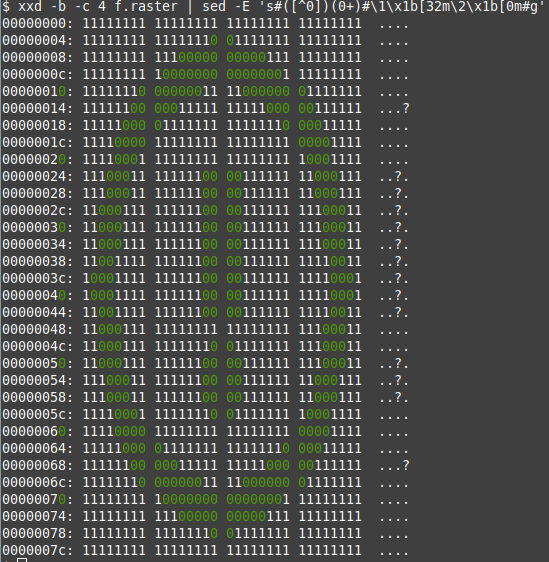 $ xxd -b -c 4 f.raster | sed -E 's#([^0])(0+)#\1\x1b[32m\2\x1b[0m#g'
00000000: 11111111 11111111 11111111 11111111  ....
00000004: 11111111 11111110 01111111 11111111  ....
00000008: 11111111 11100000 00000111 11111111  ....
0000000c: 11111111 10000000 00000001 11111111  ....
00000010: 11111110 00000011 11000000 01111111  ....
00000014: 11111100 00011111 11111000 00111111  ...?
00000018: 11111000 01111111 11111110 00011111  ....
0000001c: 11110000 11111111 11111111 00001111  ....
00000020: 11110001 11111111 11111111 10001111  ....
00000024: 11100011 11111100 00111111 11000111  ..?.
00000028: 11100011 11111100 00111111 11000111  ..?.
0000002c: 11000111 11111100 00111111 11100011  ..?.
00000030: 11000111 11111100 00111111 11100011  ..?.
00000034: 11000111 11111100 00111111 11100011  ..?.
00000038: 11001111 11111100 00111111 11110011  ..?.
0000003c: 10001111 11111100 00111111 11110001  ..?.
00000040: 10001111 11111100 00111111 11110001  ..?.
00000044: 11001111 11111100 00111111 11110011  ..?.
00000048: 11000111 11111111 11111111 11100011  ....
0000004c: 11000111 11111110 01111111 11100011  ....
00000050: 11000111 11111100 00111111 11100011  ..?.
00000054: 11100011 11111100 00111111 11000111  ..?.
00000058: 11100011 11111100 00111111 11000111  ..?.
0000005c: 11110001 11111110 01111111 10001111  ....
00000060: 11110000 11111111 11111111 00001111  ....
00000064: 11111000 01111111 11111110 00011111  ....
00000068: 11111100 00011111 11111000 00111111  ...?
0000006c: 11111110 00000011 11000000 01111111  ....
00000070: 11111111 10000000 00000001 11111111  ....
00000074: 11111111 11100000 00000111 11111111  ....
00000078: 11111111 11111110 01111111 11111111  ....
0000007c: 11111111 11111111 11111111 11111111  ....